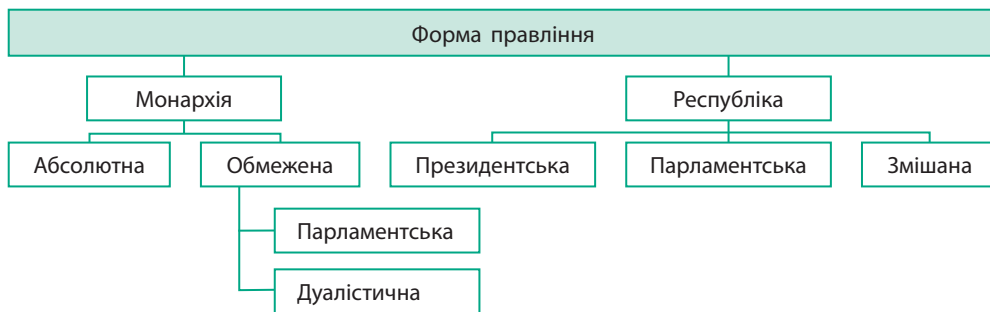 Форма правління
Монархія
Республіка
Абсолютна
Обмежена
Президентська
Парламентська
Змішана
Парламентська
Дуалістична